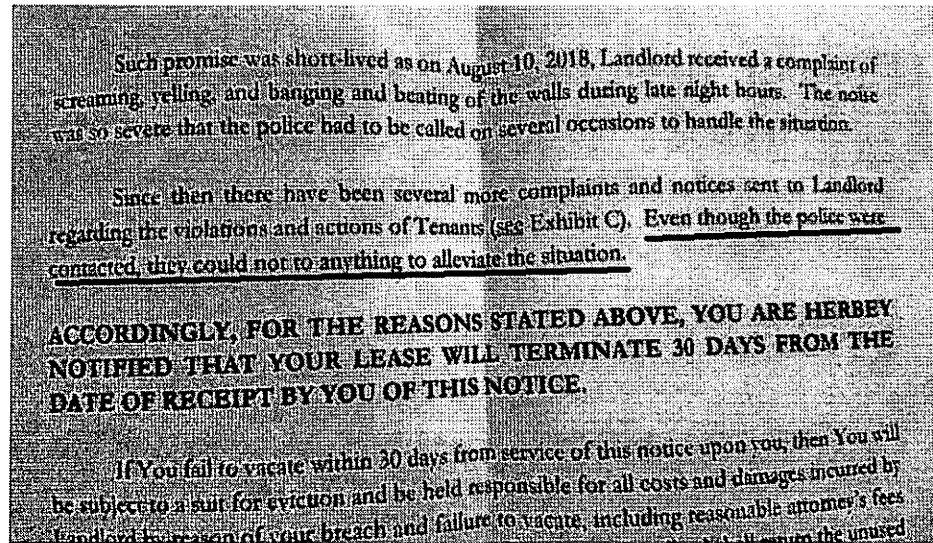 Such promise was short-lived as on August 10, 2018, Landlord received a complaint of
screaming, yelling, and banging and beating of the walls during late night hours. The noise
was so severe that the police had to be called on several occasions to handle the situation.
Since then there have been several more complaints and notices sent to Landlord
regarding the violations and actions of Tenants (see Exhibit C). Even though the police were
contacted, they could not to anything to alleviate the situation.
ACCORDINGLY, FOR THE REASONS STATED ABOVE, YOU ARE HERBEY
NOTIFIED THAT YOUR LEASE WILL TERMINATE 30 DAYS FROM THE
DATE OF RECEIPT BY YOU OF THIS NOTICE.
If You fail to vacate within 30 days from service of this notice upon you, then You will
be subject to a suit for eviction and be held responsible for all costs and damages incurred by
Landlord by reason of your breach and failure to vacate, including reasonable attorney's fees
return the unused